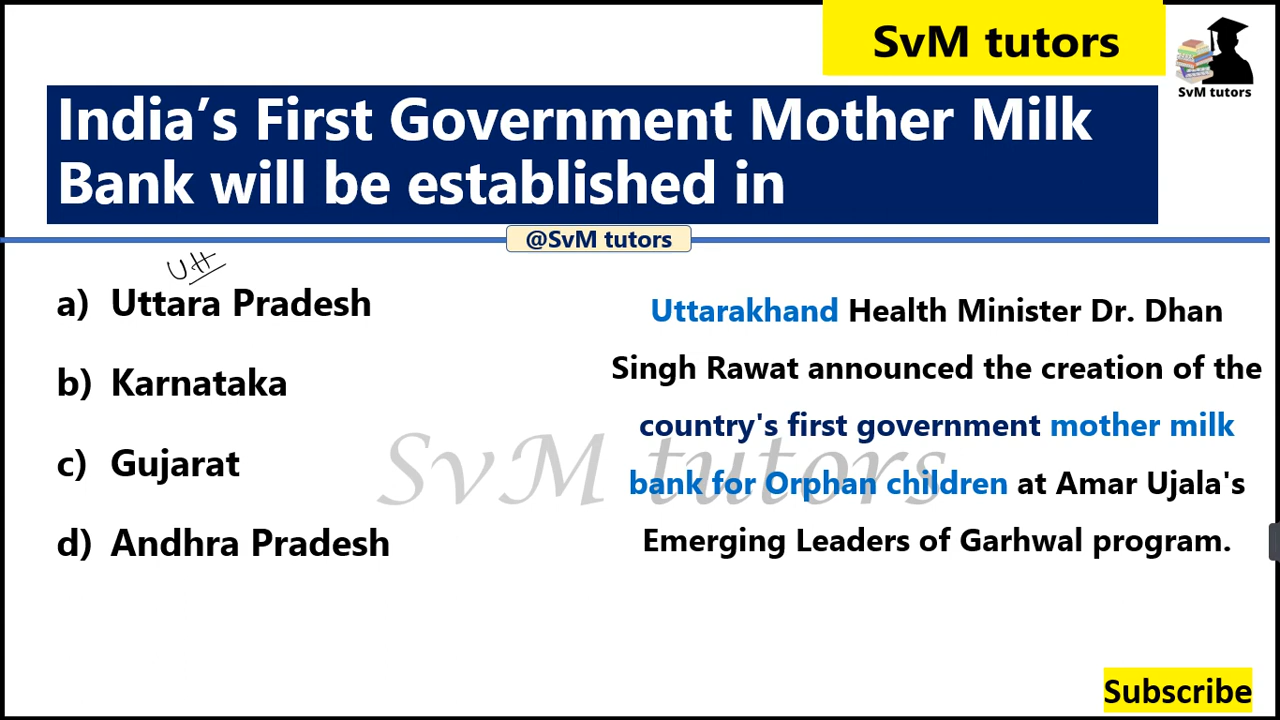 SvM tutors
SvM tutors
India’s First Government Mother Milk
Bank will be established in
@SvM tutors
Utt
a) Uttara Pradesh
b) Karnataka
c) Gujarat
d) Andhra Pradesh
Uttarakhand Health Minister Dr. Dhan
Singh Rawat announced the creation of the
country's first government mother milk
bank for Orphan children at Amar Ujala's
Emerging Leaders of Garhwal program.
SvM tutors
Subscribe